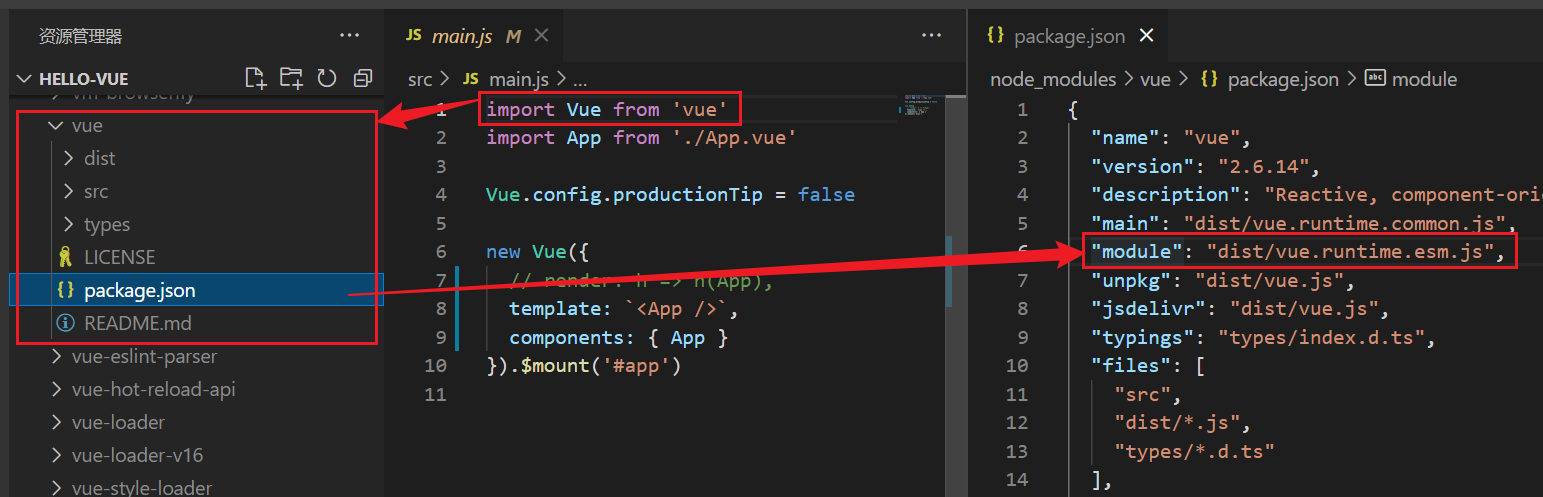 资源管理器
HELLO-VUE
vm-browserify
vue
dist
src
types
LICENSE
package.json
README.md
vue-eslint-parser
vue-hot-reload-api
vue-loader
vue-loader-v16
vue-style-loader
JS main.js M
src > JS main.js > ...
1 import Vue from 'vue'
2 import App from './App.vue'
3
4 Vue.config.productionTip = false
5
6 new Vue({
7 // render: h => h(App),
8 template: `<App />`,
9 components: { App }
10 }).$mount('#app')
11
{} package.json
node_modules > vue > {} package.json > abc module
1 {
2 "name": "vue",
3 "version": "2.6.14",
4 "description": "Reactive, component-orie
5 "main": "dist/vue.runtime.common.js",
6 "module": "dist/vue.runtime.esm.js",
7 "unpkg": "dist/vue.js",
8 "jsdelivr": "dist/vue.js",
9 "typings": "types/index.d.ts",
10 "files": [
11 "src",
12 "dist/*.js",
13 "types/*.d.ts"
14 ],